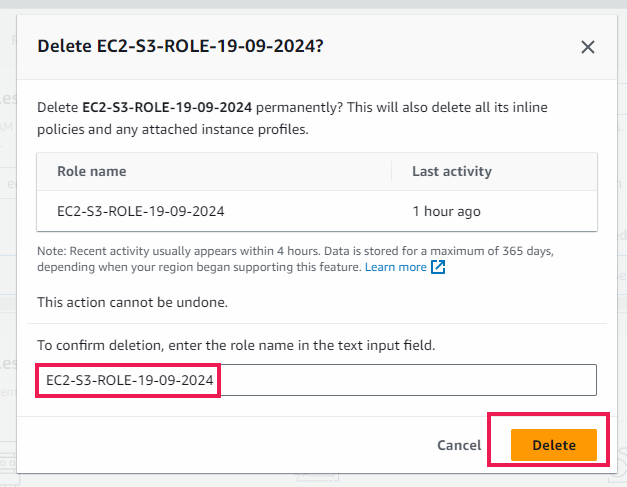 Delete EC2-S3-ROLE-19-09-2024?
Delete EC2-S3-ROLE-19-09-2024 permanently? This will also delete all its inline
policies and any attached instance profiles.
Role name Last activity
EC2-S3-ROLE-19-09-2024 1 hour ago
Note: Recent activity usually appears within 4 hours. Data is stored for a maximum of 365 days,
depending when your region began supporting this feature. Learn more
This action cannot be undone.
To confirm deletion, enter the role name in the text input field.
EC2-S3-ROLE-19-09-2024
Cancel Delete